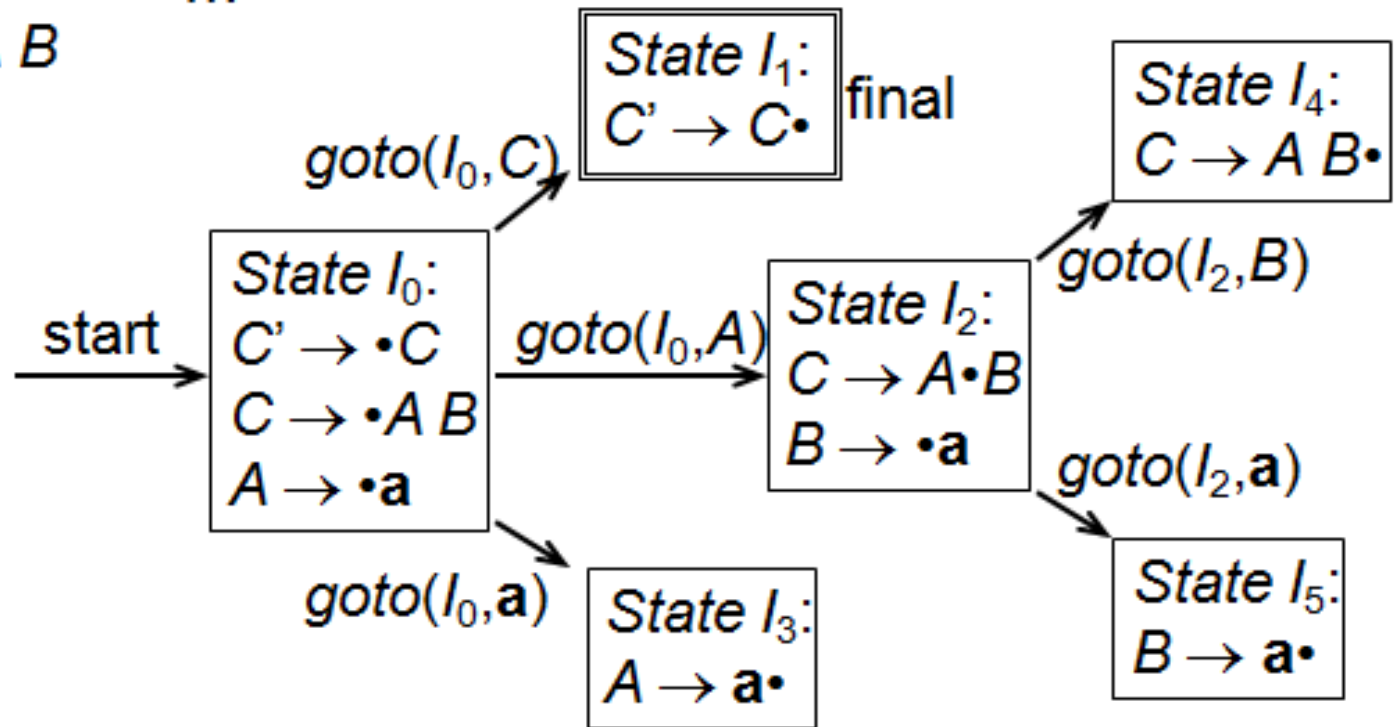 B
State I₁:
C’ → C•
final
State I₄:
C → A B•
goto(I₀,C)
goto(I₂,B)
State I₀:
C’ → •C
C → •A B
A → •a
start
goto(I₀,A)
State I₂:
C → A•B
B → •a
goto(I₂,a)
goto(I₀,a)
State I₃:
A → a•
State I₅:
B → a•